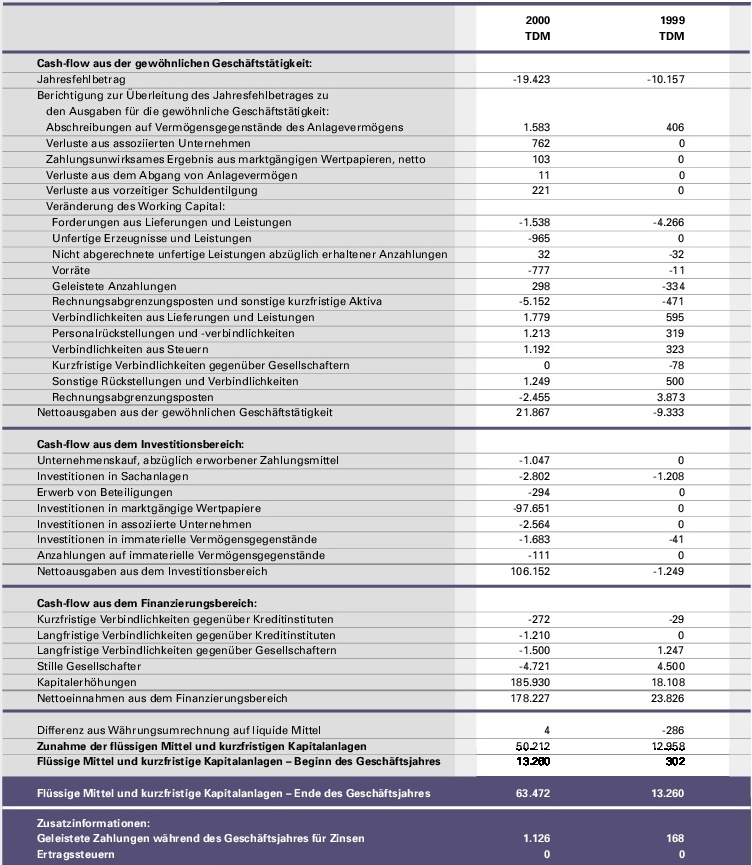 2000 1999
TDM TDM
Cash-flow aus der gewöhnlichen Geschäftstätigkeit:
Jahresfehlbetrag -19.423 -10.157
Berichtigung zur Überleitung des Jahresfehlbetrages zu
den Ausgaben für die gewöhnliche Geschäftstätigkeit:
Abschreibungen auf Vermögensgegenstände des Anlagevermögens 1.583 406
Verluste aus assoziierten Unternehmen 762 0
Zahlungsunwirksames Ergebnis aus marktgängigen Wertpapieren, netto 103 0
Verluste aus dem Abgang von Anlagevermögen 11 0
Verluste aus vorzeitiger Schuldentilgung 221 0
Veränderung des Working Capital:
Forderungen aus Lieferungen und Leistungen -1.538 -4.266
Unfertige Erzeugnisse und Leistungen -965 0
Nicht abgerechnete unfertige Leistungen abzüglich erhaltener Anzahlungen 32 -32
Vorräte -777 -11
Geleistete Anzahlungen 298 -334
Rechnungsabgrenzungsposten und sonstige kurzfristige Aktiva -5.152 -471
Verbindlichkeiten aus Lieferungen und Leistungen 1.779 595
Personalrückstellungen und -verbindlichkeiten 1.213 319
Verbindlichkeiten aus Steuern 1.192 323
Kurzfristige Verbindlichkeiten gegenüber Gesellschaftern 0 -78
Sonstige Rückstellungen und Verbindlichkeiten 1.249 500
Rechnungsabgrenzungsposten -2.455 3.873
Nettoausgaben aus der gewöhnlichen Geschäftstätigkeit 21.867 -9.333
Cash-flow aus dem Investitionsbereich:
Unternehmenskauf, abzüglich erworbener Zahlungsmittel -1.047 0
Investitionen in Sachanlagen -2.802 -1.208
Erwerb von Beteiligungen -294 0
Investitionen in marktgängige Wertpapiere -97.651 0
Investitionen in assoziierte Unternehmen -2.564 0
Investitionen in immaterielle Vermögensgegenstände -1.683 -41
Anzahlungen auf immaterielle Vermögensgegenstände -111 0
Nettoausgaben aus dem Investitionsbereich 106.152 -1.249
Cash-flow aus dem Finanzierungsbereich:
Kurzfristige Verbindlichkeiten gegenüber Kreditinstituten -272 -29
Langfristige Verbindlichkeiten gegenüber Kreditinstituten -1.210 0
Langfristige Verbindlichkeiten gegenüber Gesellschaftern -1.500 1.247
Stille Gesellschafter -4.721 4.500
Kapitalerhöhungen 185.930 18.108
Nettoeinnahmen aus dem Finanzierungsbereich 178.227 23.826
Differenz aus Währungsumrechnung auf liquide Mittel 4 -286
Zunahme der flüssigen Mittel und kurzfristigen Kapitalanlagen 50.212 12.958
Flüssige Mittel und kurzfristige Kapitalanlagen – Beginn des Geschäftsjahres 13.260 302
Flüssige Mittel und kurzfristige Kapitalanlagen – Ende des Geschäftsjahres 63.472 13.260
Zusatzinformationen:
Geleistete Zahlungen während des Geschäftsjahres für Zinsen 1.126 168
Ertragssteuern 0 0